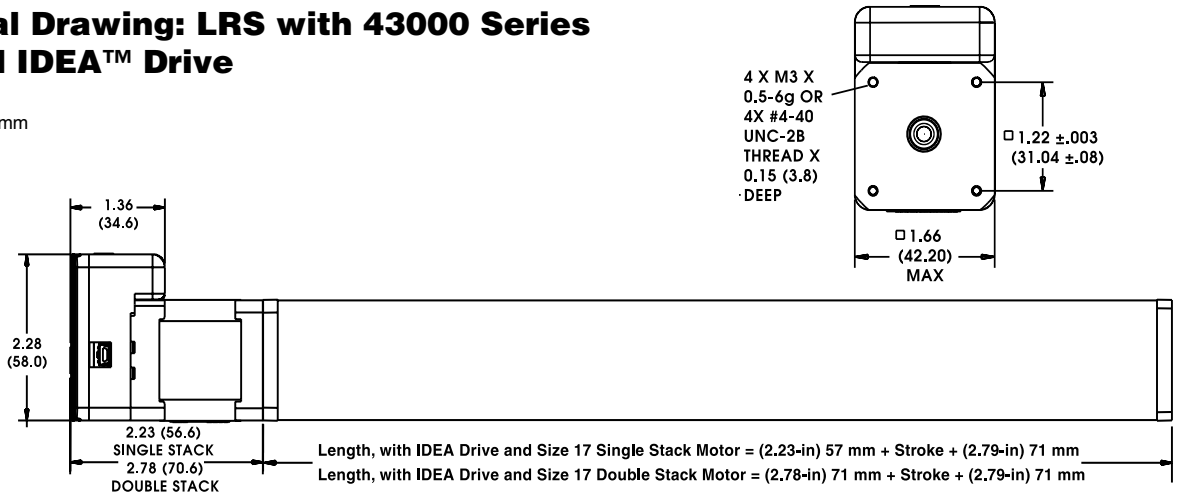 al Drawing: LRS with 43000 Series
IDEA™ Drive
mm
4 X M3 X
0.5-6g OR
4X #4-40
UNC-2B
THREAD X
0.15 (3.8)
DEEP
□ 1.22 ±.003
(31.04 ±.08)
□ 1.66
(42.20)
MAX
1.36
(34.6)
2.28
(58.0)
2.23 (56.6)
SINGLE STACK
2.78 (70.6)
DOUBLE STACK
Length, with IDEA Drive and Size 17 Single Stack Motor = (2.23-in) 57 mm + Stroke + (2.79-in) 71 mm
Length, with IDEA Drive and Size 17 Double Stack Motor = (2.78-in) 71 mm + Stroke + (2.79-in) 71 mm